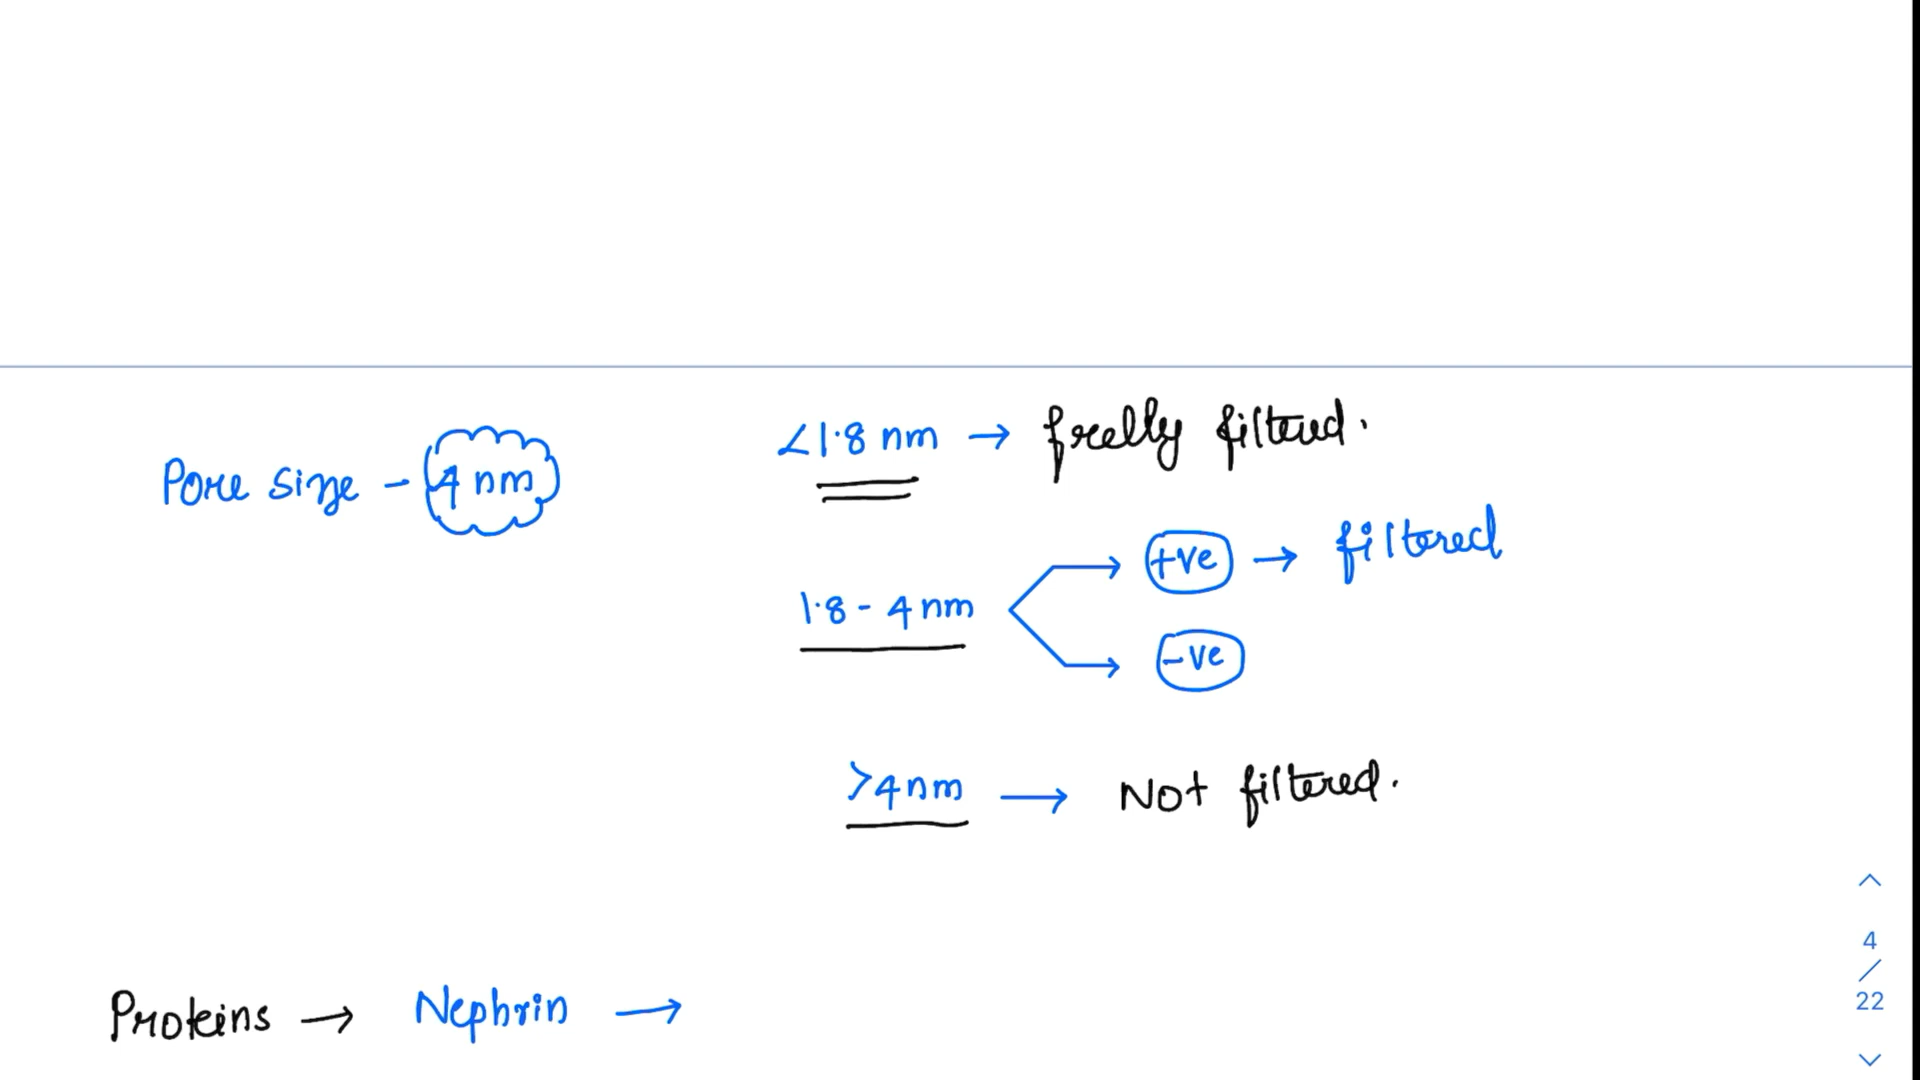 Pore size - 4 nm
<1.8 nm → freely filtered.
1.8 - 4 nm
+ve → filtered
-ve
>4nm → Not filtered.
Proteins → Nephrin →
4
/
22